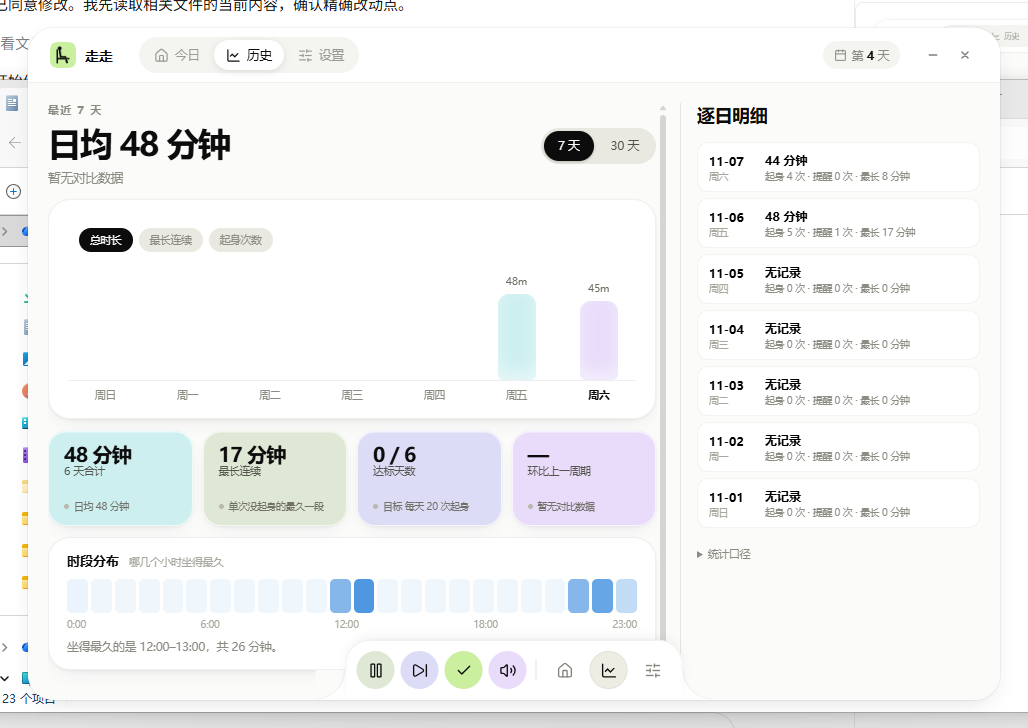 己同意修改。我先读取相关文件的当前内容，确认精确改动点。
看文
走走
今日
历史
设置
第 4 天
历史
最近 7 天
日均 48 分钟
暂无对比数据
7 天
30 天
总时长
最长连续
起身次数
48m
45m
周日
周一
周二
周三
周四
周五
周六
48 分钟
6 天合计
日均 48 分钟
17 分钟
最长连续
单次没起身的最久一段
0 / 6
达标天数
目标 每天 20 次起身
—
环比上一周期
暂无对比数据
时段分布
哪几个小时坐得最久
0:00
6:00
12:00
18:00
23:00
坐得最久的是 12:00–13:00，共 26 分钟。
逐日明细
11-07
44 分钟
周六
起身 4 次 · 提醒 0 次 · 最长 8 分钟
11-06
48 分钟
周五
起身 5 次 · 提醒 1 次 · 最长 17 分钟
11-05
无记录
周四
起身 0 次 · 提醒 0 次 · 最长 0 分钟
11-04
无记录
周三
起身 0 次 · 提醒 0 次 · 最长 0 分钟
11-03
无记录
周二
起身 0 次 · 提醒 0 次 · 最长 0 分钟
11-02
无记录
周一
起身 0 次 · 提醒 0 次 · 最长 0 分钟
11-01
无记录
周日
起身 0 次 · 提醒 0 次 · 最长 0 分钟
统计口径
23 个项目